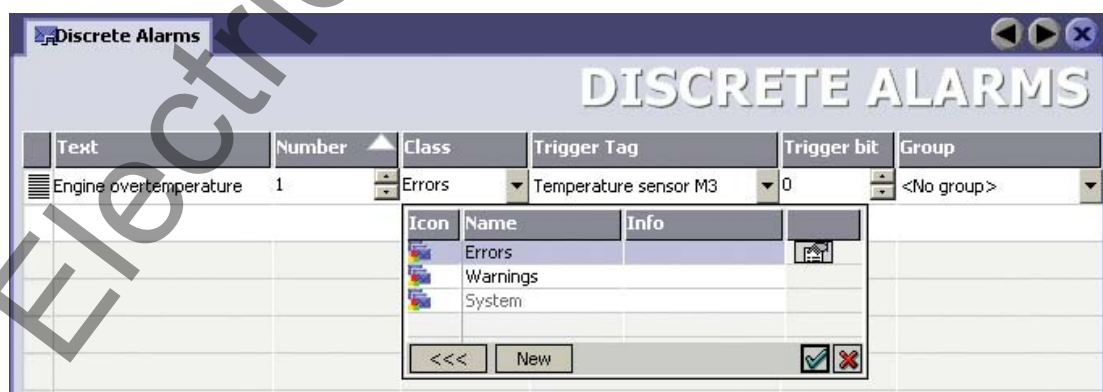 Discrete Alarms
DISCRETE ALARMS
Text Number Class Trigger Tag Trigger bit Group
Engine overtemperature 1 Errors Temperature sensor M3 0 <No group>
Icon Name Info
Errors
Warnings
System
<<< New
Electric